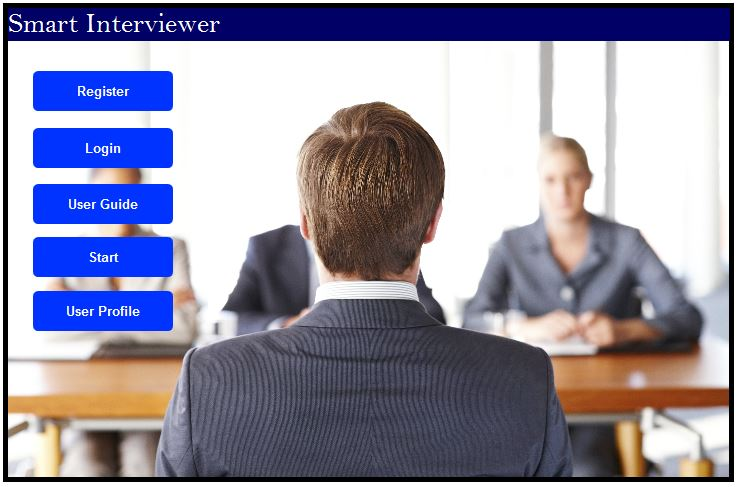 Smart Interviewer
Register
Login
User Guide
Start
User Profile